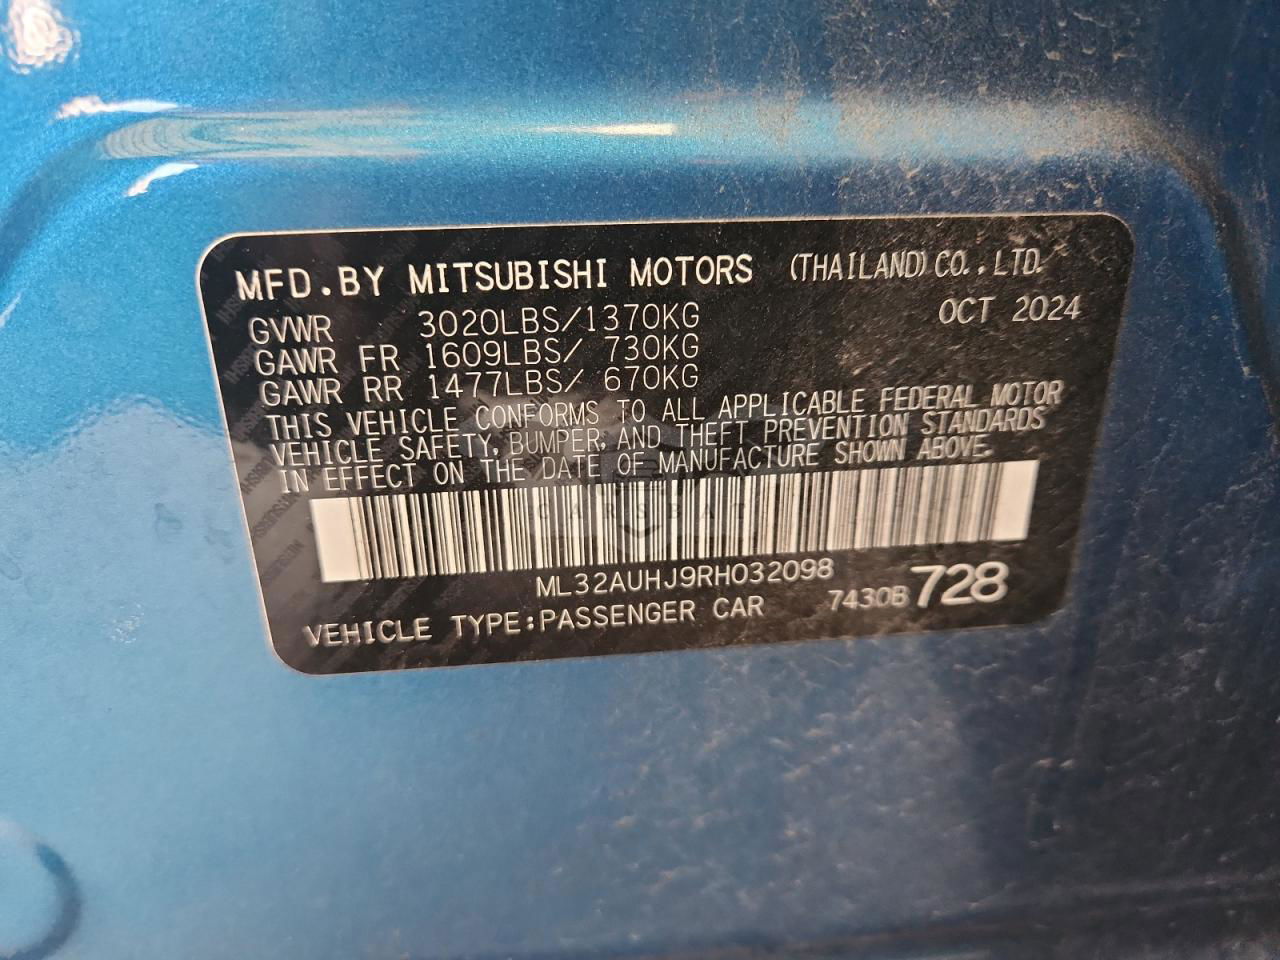 MFD.BY MITSUBISHI MOTORS (THAILAND) CO.,LTD.
GVWR 3020LBS/1370KG OCT 2024
GAWR FR 1609LBS/ 730KG
GAWR RR 1477LBS/ 670KG
THIS VEHICLE CONFORMS TO ALL APPLICABLE FEDERAL MOTOR
VEHICLE SAFETY, BUMPER, AND THEFT PREVENTION STANDARDS
IN EFFECT ON THE DATE OF MANUFACTURE SHOWN ABOVE.
ML32AUHJ9RH032098
VEHICLE TYPE:PASSENGER CAR 7430B 728